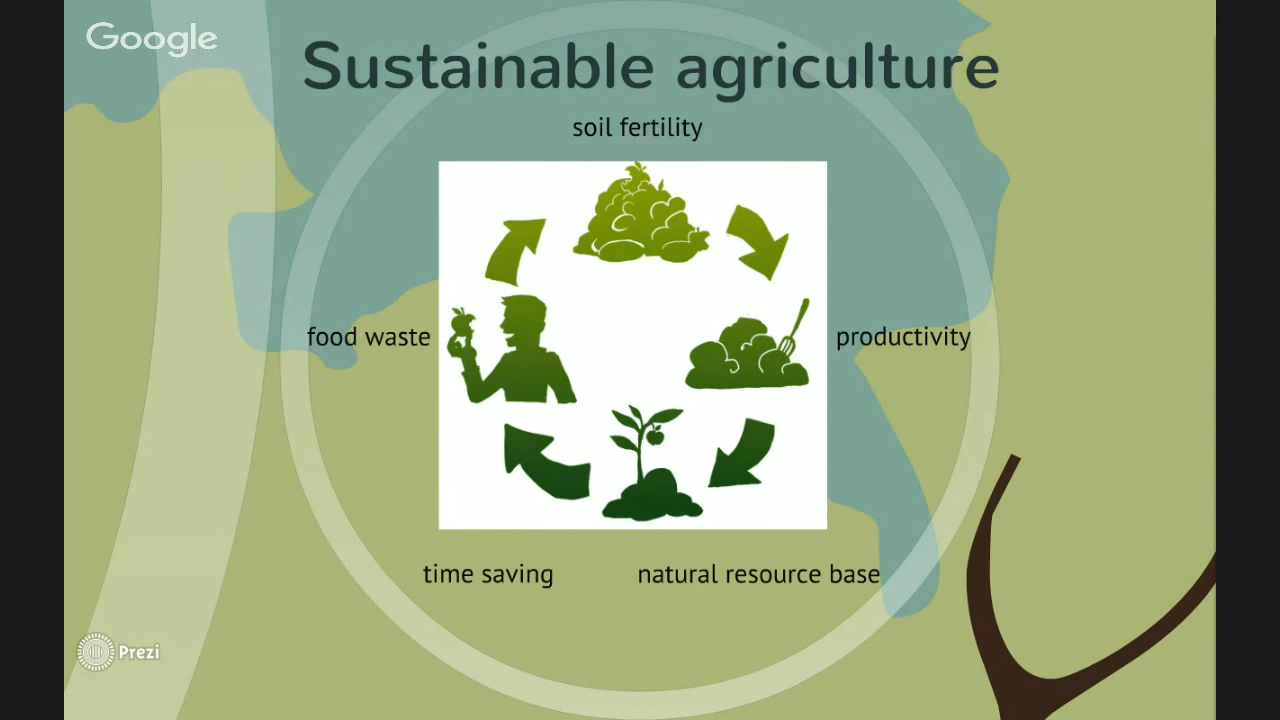 Google
Sustainable agriculture
soil fertility
food waste
productivity
time saving
natural resource base
Prezi